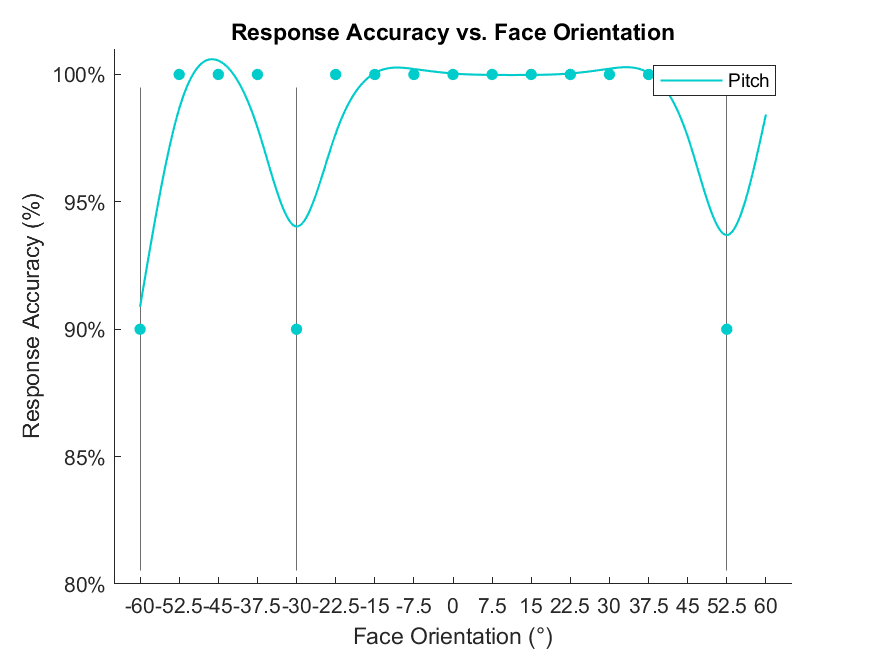 Response Accuracy vs. Face Orientation
Pitch
Response Accuracy (%)
100%
95%
90%
85%
80%
-60 -52.5 -45 -37.5 -30 -22.5 -15 -7.5 0 7.5 15 22.5 30 37.5 45 52.5 60
Face Orientation (°)